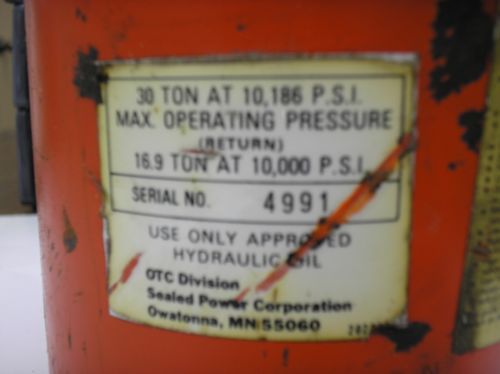 30 TON AT 10,186 P.S.I.
MAX. OPERATING PRESSURE
(RETURN)
16.9 TON AT 10,000 P.S.I.
SERIAL NO. 4991
USE ONLY APPROVED
HYDRAULIC OIL
OTC Division
Sealed Power Corporation
Owatonna, MN 55060